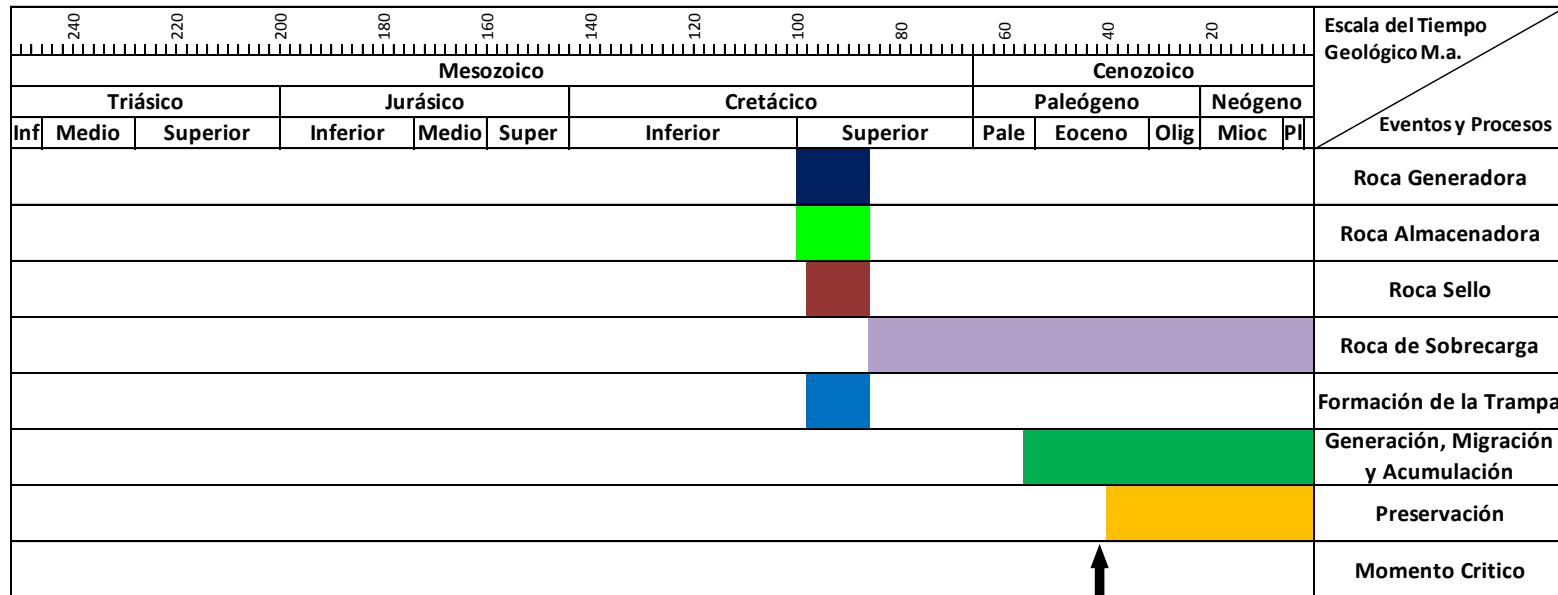 240 220 200 180 160 140 120 100 80 60 40 20
Escala del Tiempo
Geológico M.a.
Eventos y Procesos
Mesozoico Cenozoico
Triásico Jurásico Cretácico Paleógeno Neógeno
Inf Medio Superior Inferior Medio Super Inferior Superior Pale Eoceno Olig Mioc Pl
Roca Generadora
Roca Almacenadora
Roca Sello
Roca de Sobrecarga
Formación de la Trampa
Generación, Migración
y Acumulación
Preservación
Momento Critico